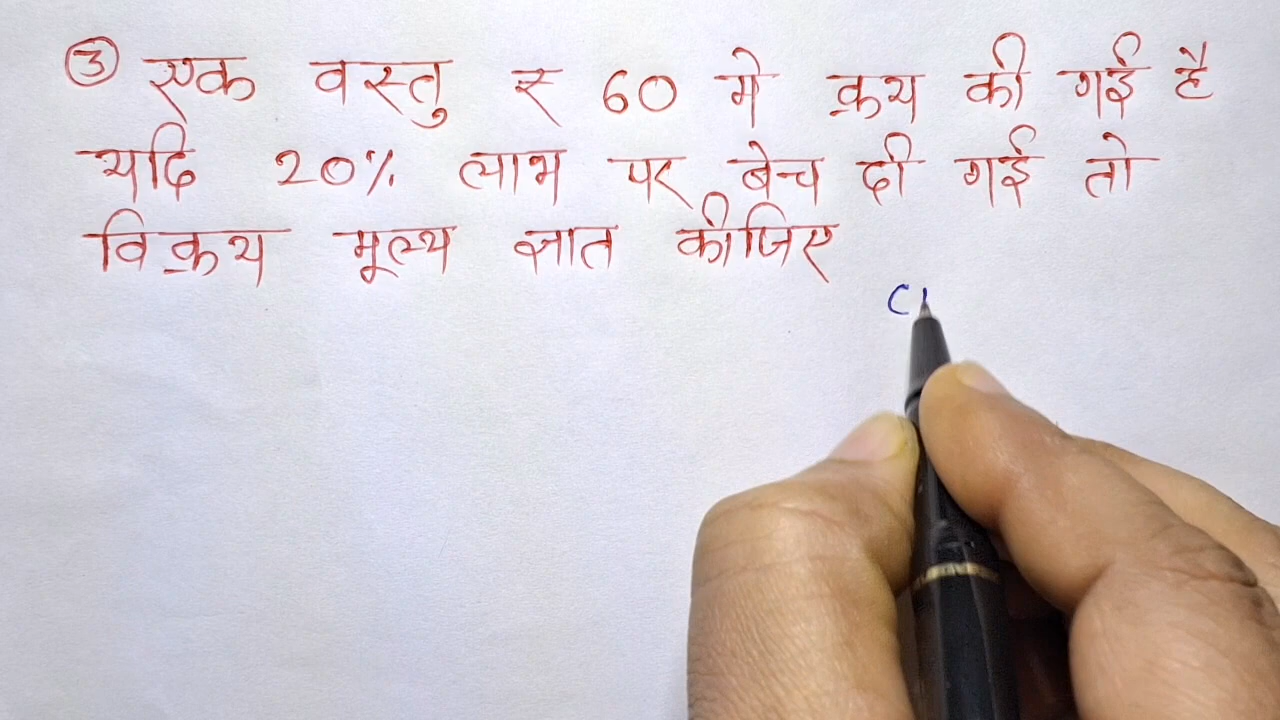 ③ एक वस्तु ₹ 60 मे क्रय की गई है
यदि 20% लाभ पर बेच दी गई तो
विक्रय मूल्य ज्ञात कीजिए
C